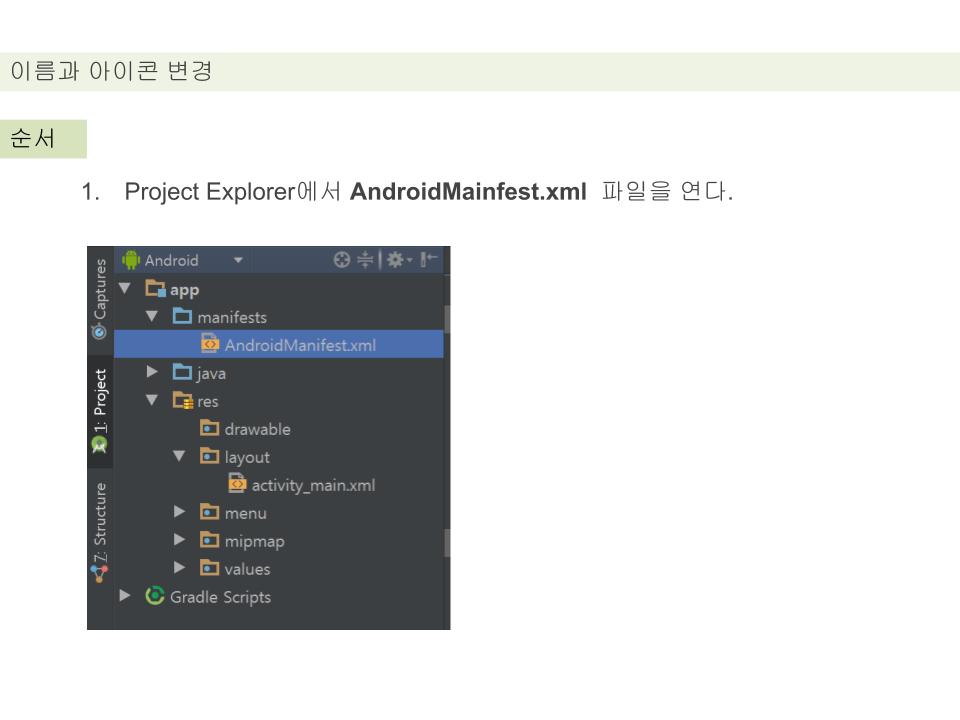 이름과 아이콘 변경
순서
1. Project Explorer에서 AndroidMainfest.xml 파일을 연다.
Android
Captures
app
manifests
AndroidManifest.xml
1: Project
java
res
drawable
layout
activity_main.xml
7: Structure
menu
mipmap
values
Gradle Scripts